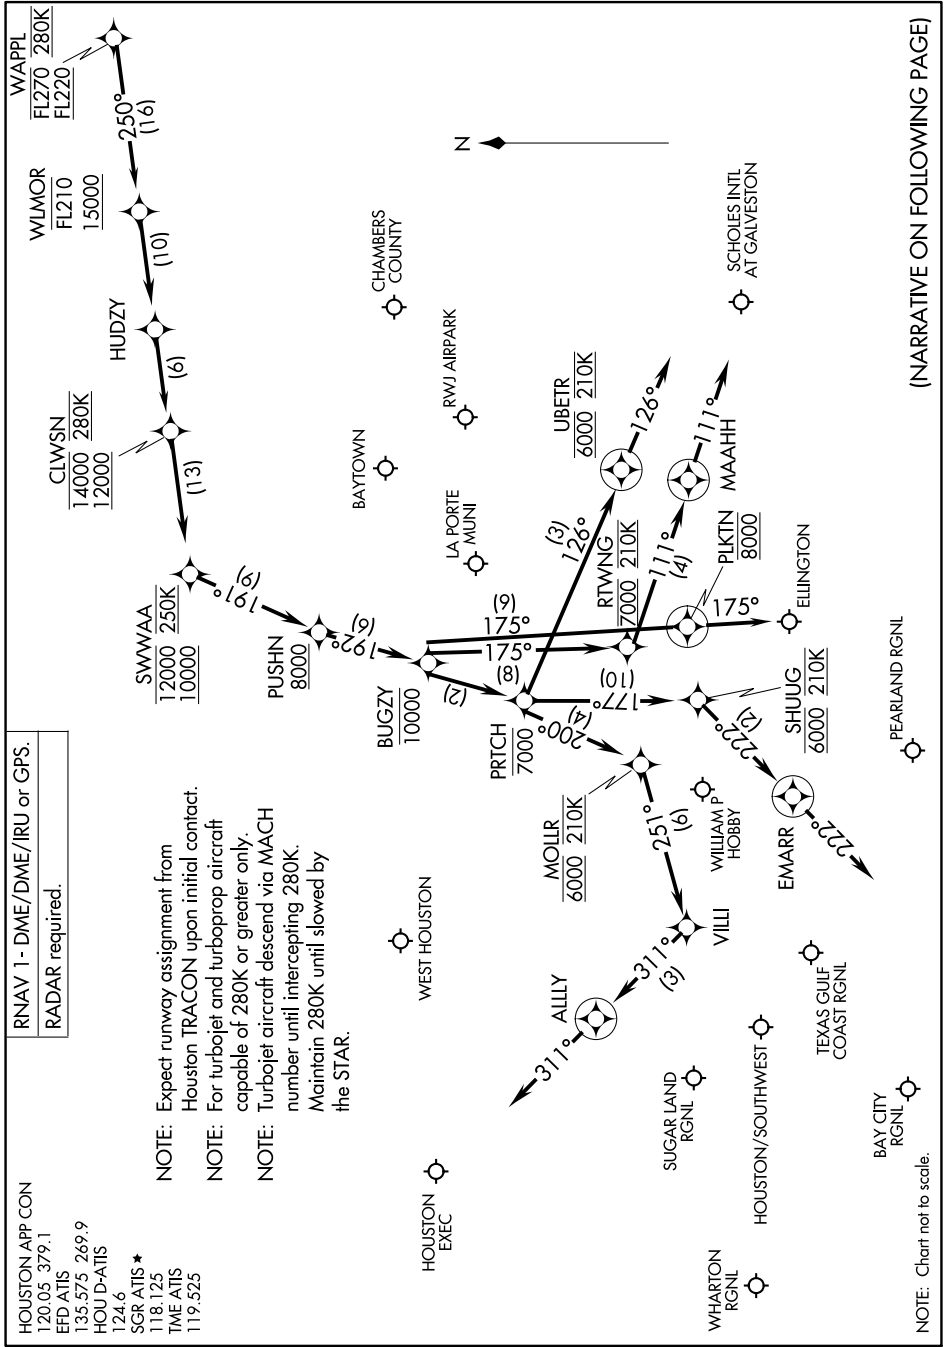 HOUSTON APP CON
120.05 379.1
EFD ATIS
135.575 269.9
HOU D-ATIS
124.6
SGR ATIS ★
118.125
TME ATIS
119.525
RNAV 1 - DME/DME/IRU or GPS.
RADAR required.
NOTE: Expect runway assignment from
Houston TRACON upon initial contact.
NOTE: For turbojet and turboprop aircraft
capable of 280K or greater only.
NOTE: Turbojet aircraft descend via MACH
number until intercepting 280K.
Maintain 280K until slowed by
the STAR.
WAPPL
FL270 280K
FL220
250°
(16)
WLMOR
FL210
15000
(10)
HUDZY
(6)
CLWSN
14000 280K
12000
(13)
SWWAA
12000 250K
10000
191°
(6)
PUSHN
8000
192°
(6)
BUGZY
10000
(2)
175°
(9)
175°
(8)
PRTCH
7000
(3)
126°
UBETR
6000 210K
126°
RTWNG
7000 210K
111°
(4)
MAAHH
111°
PLKTN
8000
175°
177°
(10)
200°
(4)
SHUUG
6000 210K
222°
(2)
EMARR
222°
MOLLR
6000 210K
251°
(6)
VILLI
311°
(3)
ALLLY
311°
N
CHAMBERS
COUNTY
RWJ AIRPARK
BAYTOWN
LA PORTE
MUNI
SCHOLES INTL
AT GALVESTON
ELLINGTON
PEARLAND RGNL
WILLIAM P
HOBBY
WEST HOUSTON
TEXAS GULF
COAST RGNL
SUGAR LAND
RGNL
HOUSTON/SOUTHWEST
BAY CITY
RGNL
HOUSTON
EXEC
WHARTON
RGNL
NOTE: Chart not to scale.
(NARRATIVE ON FOLLOWING PAGE)